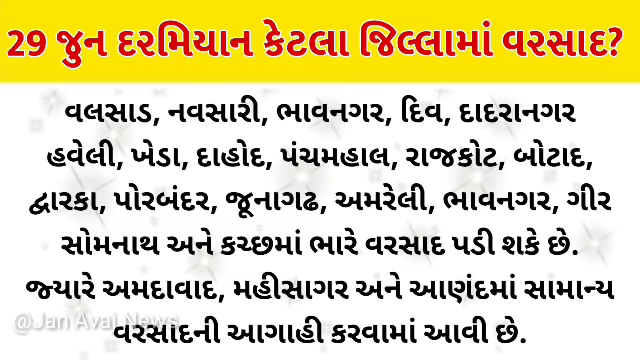 29 જુન દરમિયાન કેટલા જિલ્લામાં વરસાદ?
વલસાડ, નવસારી, ભાવનગર, દિવ, દાદરાનગર
હવેલી, ખેડા, દાહોદ, પંચમહાલ, રાજકોટ, બોટાદ,
દ્વારકા, પોરબંદર, જૂનાગઢ, અમરેલી, ભાવનગર, ગીર
સોમનાથ અને કચ્છમાં ભારે વરસાદ પડી શકે છે.
જ્યારે અમદાવાદ, મહીસાગર અને આણંદમાં સામાન્ય
@Jan Avaj News
વરસાદની આગાહી કરવામાં આવી છે.